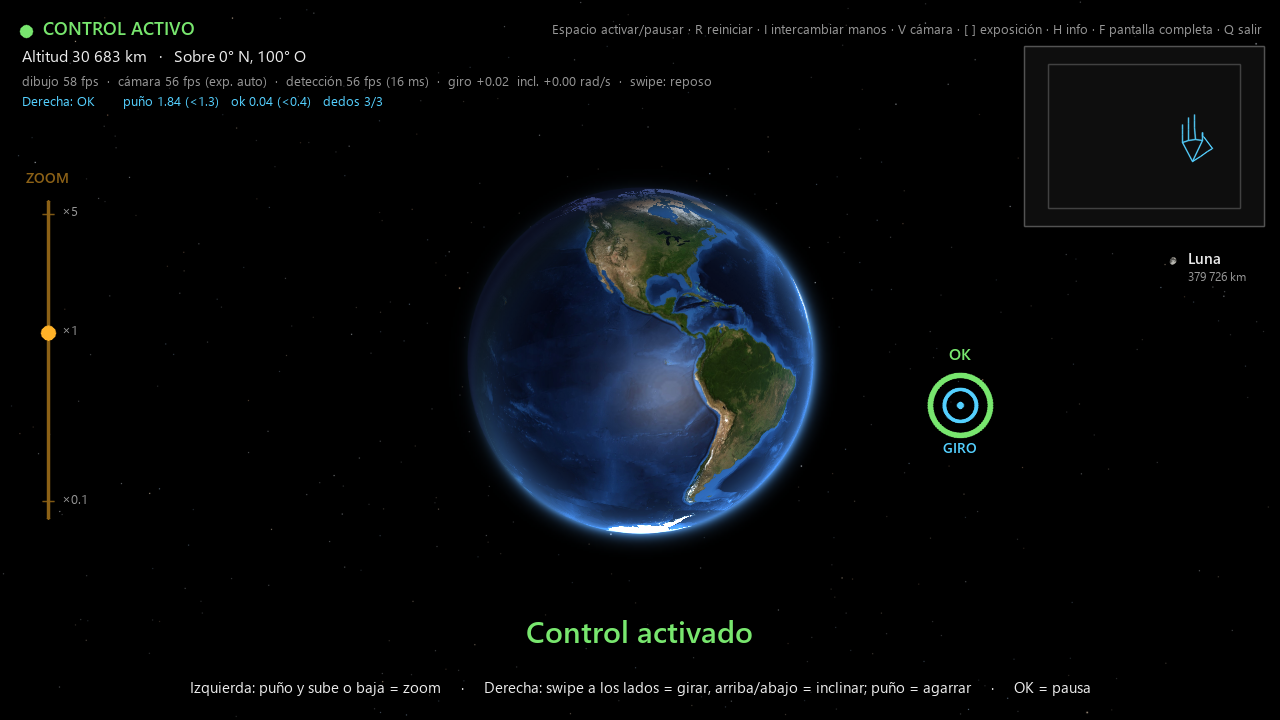 CONTROL ACTIVO
Espacio activar/pausar · R reiniciar · I intercambiar manos · V cámara · [ ] exposición · H info · F pantalla completa · Q salir
Altitud 30 683 km · Sobre 0° N, 100° O
dibujo 58 fps · cámara 56 fps (exp. auto) · detección 56 fps (16 ms) · giro +0.02 incl. +0.00 rad/s · swipe: reposo
Derecha: OK puño 1.84 (<1.3) ok 0.04 (<0.4) dedos 3/3
ZOOM
×5
×1
×0.1
Luna
379 726 km
OK
GIRO
Control activado
Izquierda: puño y sube o baja = zoom · Derecha: swipe a los lados = girar, arriba/abajo = inclinar; puño = agarrar · OK = pausa